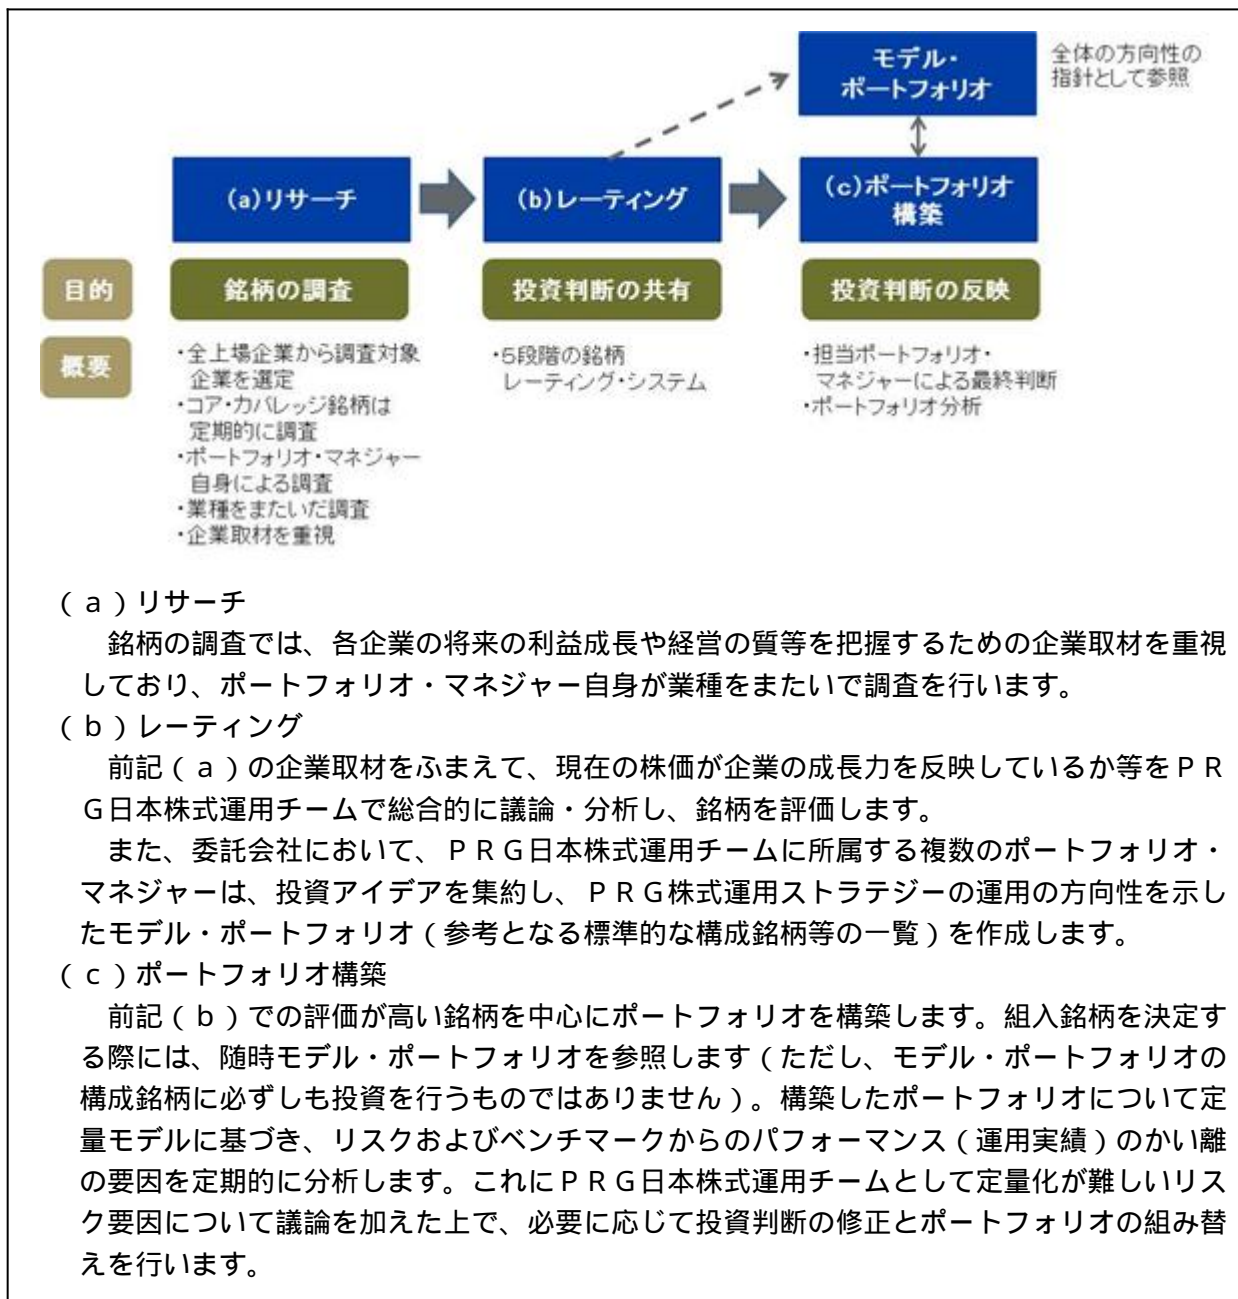 モデル・
ポートフォリオ
全体の方向性の
指針として参照
(a)リサーチ
(b)レーティング
(c)ポートフォリオ
構築
目的
銘柄の調査
投資判断の共有
投資判断の反映
概要
・全上場企業から調査対象
企業を選定
・コア・カバレッジ銘柄は
定期的に調査
・ポートフォリオ・マネジャー
自身による調査
・業種をまたいだ調査
・企業取材を重視
・5段階の銘柄
レーティング・システム
・担当ポートフォリオ・
マネジャーによる最終判断
・ポートフォリオ分析
(a)リサーチ
銘柄の調査では、各企業の将来の利益成長や経営の質等を把握するための企業取材を重視
しており、ポートフォリオ・マネジャー自身が業種をまたいで調査を行います。
(b)レーティング
前記(a)の企業取材をふまえて、現在の株価が企業の成長力を反映しているか等をPR
G日本株式運用チームで総合的に議論・分析し、銘柄を評価します。
また、委託会社において、PRG日本株式運用チームに所属する複数のポートフォリオ・
マネジャーは、投資アイデアを集約し、PRG株式運用ストラテジーの運用の方向性を示し
たモデル・ポートフォリオ(参考となる標準的な構成銘柄等の一覧)を作成します。
(c)ポートフォリオ構築
前記(b)での評価が高い銘柄を中心にポートフォリオを構築します。組入銘柄を決定す
る際には、随時モデル・ポートフォリオを参照します(ただし、モデル・ポートフォリオの
構成銘柄に必ずしも投資を行うものではありません)。構築したポートフォリオについて定
量モデルに基づき、リスクおよびベンチマークからのパフォーマンス(運用実績)のかい離
の要因を定期的に分析します。これにPRG日本株式運用チームとして定量化が難しいリス
ク要因について議論を加えた上で、必要に応じて投資判断の修正とポートフォリオの組み替
えを行います。